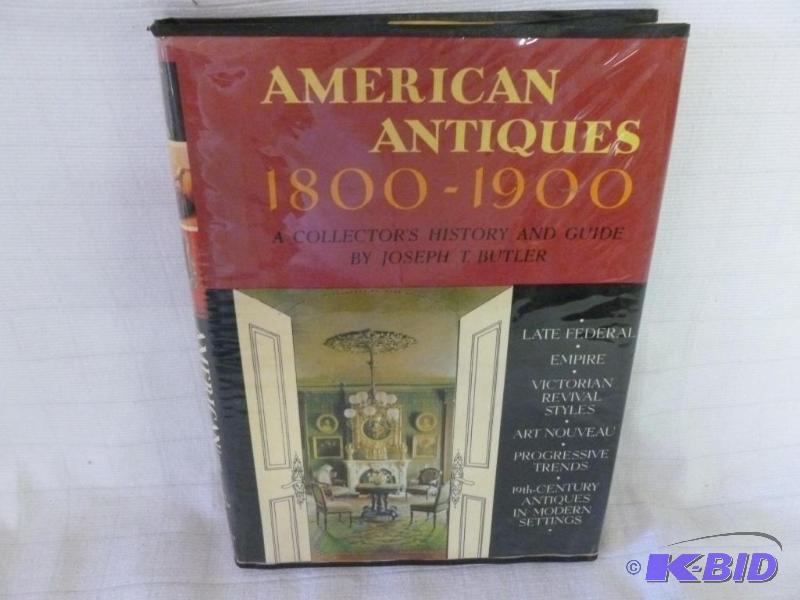 AMERICAN
ANTIQUES
1800-1900
A COLLECTOR'S HISTORY AND GUIDE
BY JOSEPH T. BUTLER
• LATE FEDERAL
• EMPIRE
• VICTORIAN
REVIVAL
STYLES
• ART NOUVEAU
• PROGRESSIVE
TRENDS
• 19th-CENTURY
ANTIQUES
IN MODERN
SETTINGS •
AMERICAN
© K-BID